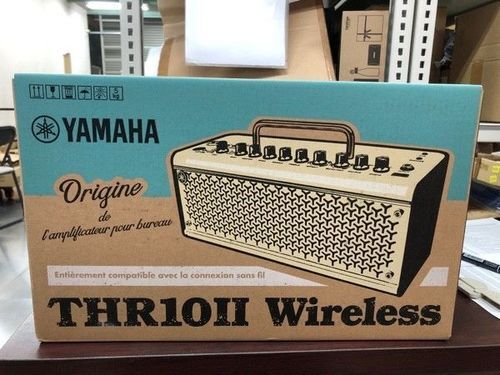 YAMAHA
Origine
de
l'amplificateur pour bureau
Entièrement compatible avec la connexion sans fil
THR10II Wireless